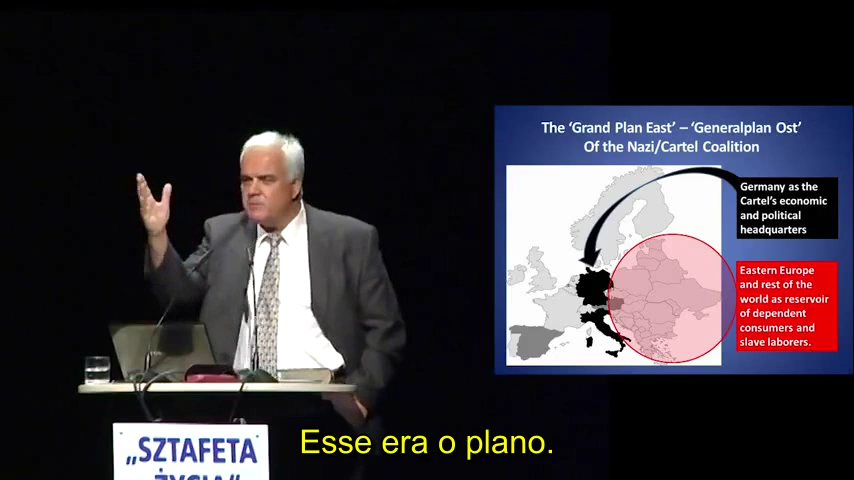 The ‘Grand Plan East’ – ‘Generalplan Ost’
Of the Nazi/Cartel Coalition
Germany as the
Cartel’s economic
and political
headquarters
Eastern Europe
and rest of the
world as reservoir
of dependent
consumers and
slave laborers.
„SZTAFETA
ŻYCIA”
Esse era o plano.